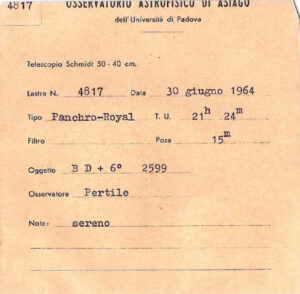 4817
OSSERVATORIO ASTROFISICO DI ASIAGO
dell'Università di Padova
Telescopio Schmidt 50 - 40 cm.
Lastra N. 4817 Data 30 giugno 1964
Tipo Panchro-Royal T. U. 21h 24m
Filtro Posa 15m
Oggetto B D + 6° 2599
Osservatore Pertile
Note: sereno